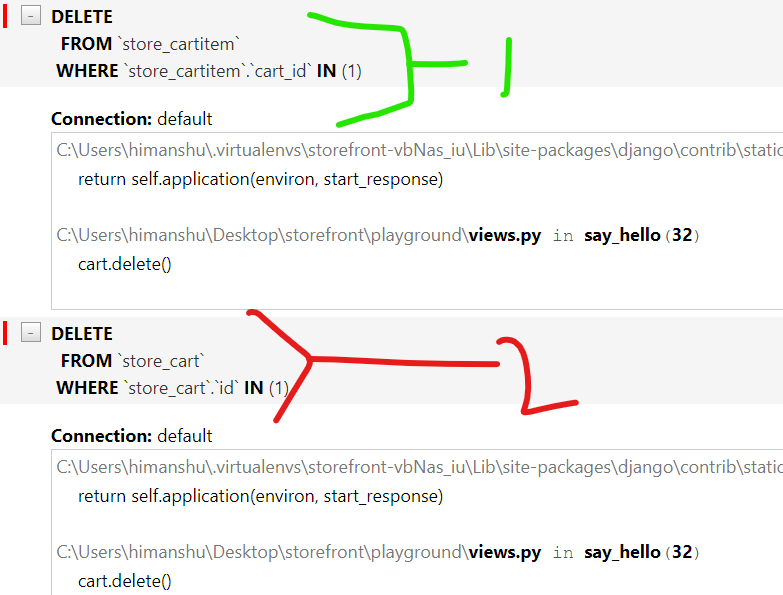 - DELETE
FROM `store_cartitem`
WHERE `store_cartitem`.`cart_id` IN (1)
1
Connection: default
C:\Users\himanshu\.virtualenvs\storefront-vbNas_iu\Lib\site-packages\django\contrib\static
return self.application(environ, start_response)
C:\Users\himanshu\Desktop\storefront\playground\views.py in say_hello(32)
cart.delete()
- DELETE
FROM `store_cart`
WHERE `store_cart`.`id` IN (1)
2
Connection: default
C:\Users\himanshu\.virtualenvs\storefront-vbNas_iu\Lib\site-packages\django\contrib\static
return self.application(environ, start_response)
C:\Users\himanshu\Desktop\storefront\playground\views.py in say_hello(32)
cart.delete()